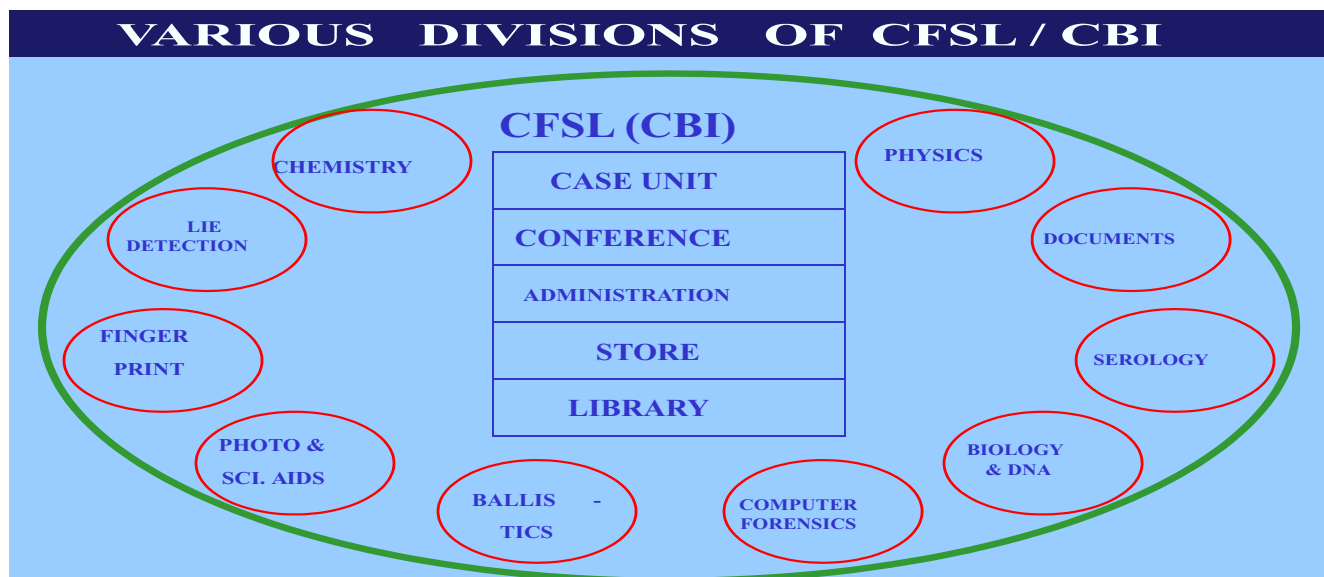 VARIOUS DIVISIONS OF CFSL / CBI
CFSL (CBI)
CASE UNIT
CONFERENCE
ADMINISTRATION
STORE
LIBRARY
CHEMISTRY
LIE
DETECTION
FINGER
PRINT
PHOTO &
SCI. AIDS
BALLIS -
TICS
COMPUTER
FORENSICS
BIOLOGY
& DNA
SEROLOGY
DOCUMENTS
PHYSICS